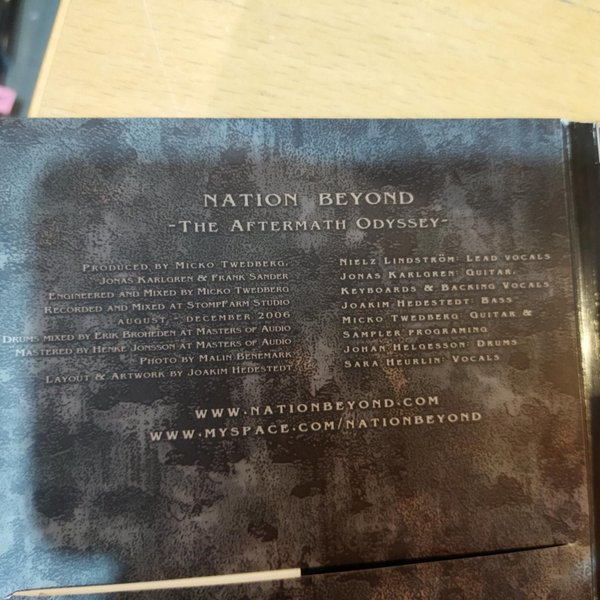 NATION BEYOND
-THE AFTERMATH ODYSSEY-
PRODUCED BY MICKO TWEDBERG,
JONAS KARLGREN & FRANK SANDER
ENGINEERED AND MIXED BY MICKO TWEDBERG
RECORDED AND MIXED AT STOMPFARM STUDIO
AUGUST - DECEMBER 2006
DRUMS MIXED BY ERIK BROHEDEN AT MASTERS OF AUDIO
MASTERED BY HENKE JONSSON AT MASTERS OF AUDIO
PHOTO BY MALIN BENEMARK
LAYOUT & ARTWORK BY JOAKIM HEDESTEDT
NIELZ LINDSTRÖM: LEAD VOCALS
JONAS KARLGREN: GUITAR,
KEYBOARDS & BACKING VOCALS
JOAKIM HEDESTEDT: BASS
MICKO TWEDBERG: GUITAR &
SAMPLER PROGRAMING
JOHAN HELGESSON: DRUMS
SARA HEURLIN: VOCALS
WWW.NATIONBEYOND.COM
WWW.MYSPACE.COM/NATIONBEYOND